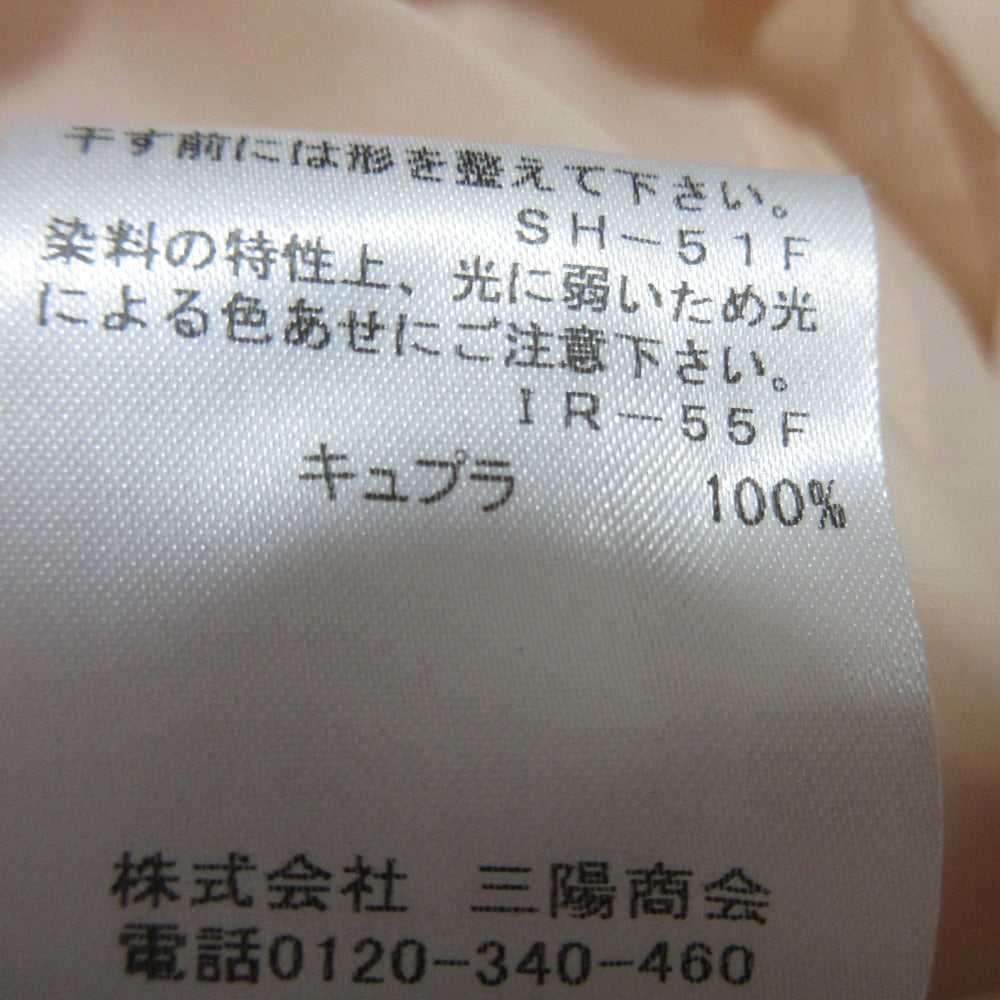 干す前には形を整えて下さい。
SH-51F
染料の特性上、光に弱いため光
による色あせにご注意下さい。
IR-55F
キュプラ 100%
株式会社 三陽商会
電話0120-340-460